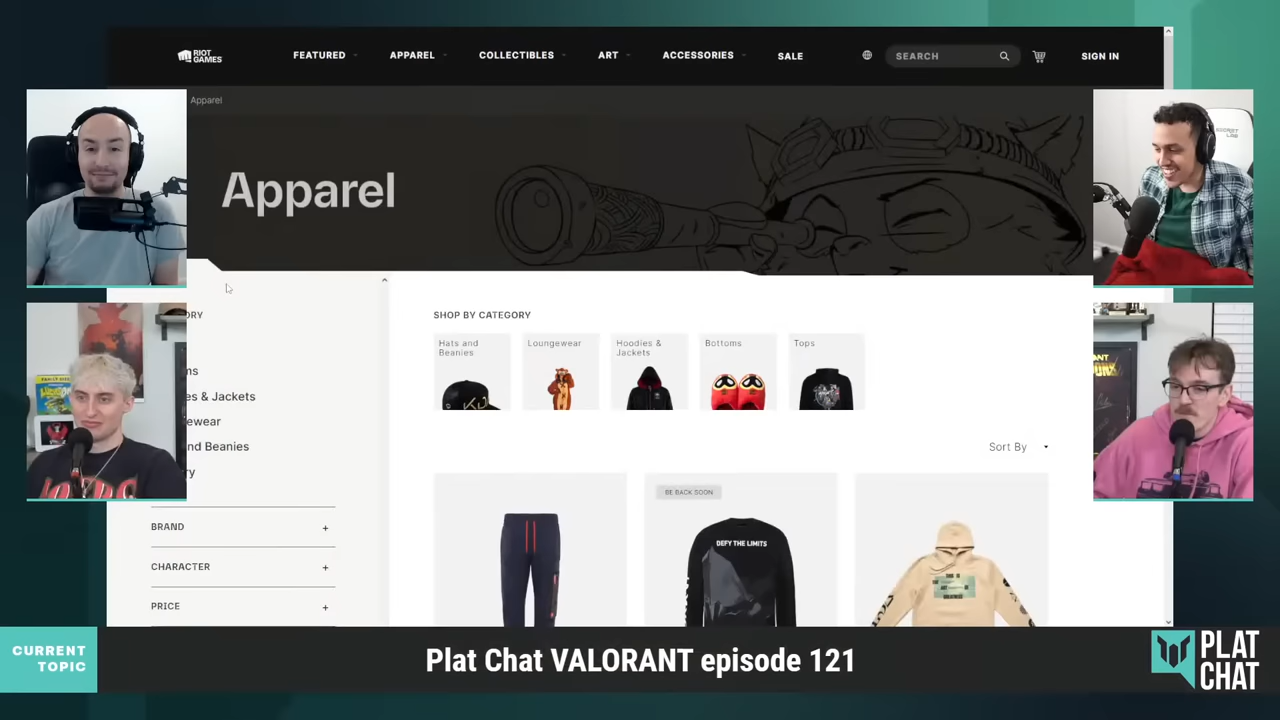 RIOT
GAMES
FEATURED
APPAREL
COLLECTIBLES
ART
ACCESSORIES
SALE
SEARCH
SIGN IN
Apparel
Apparel
SHOP BY CATEGORY
Hats and
Beanies
Loungewear
Hoodies &
Jackets
Bottoms
Tops
ORY
ms
es & Jackets
ewear
nd Beanies
ry
BRAND +
CHARACTER +
PRICE +
Sort By
BE BACK SOON
DEFY THE LIMITS
CURRENT
TOPIC
Plat Chat VALORANT episode 121
PLAT
CHAT